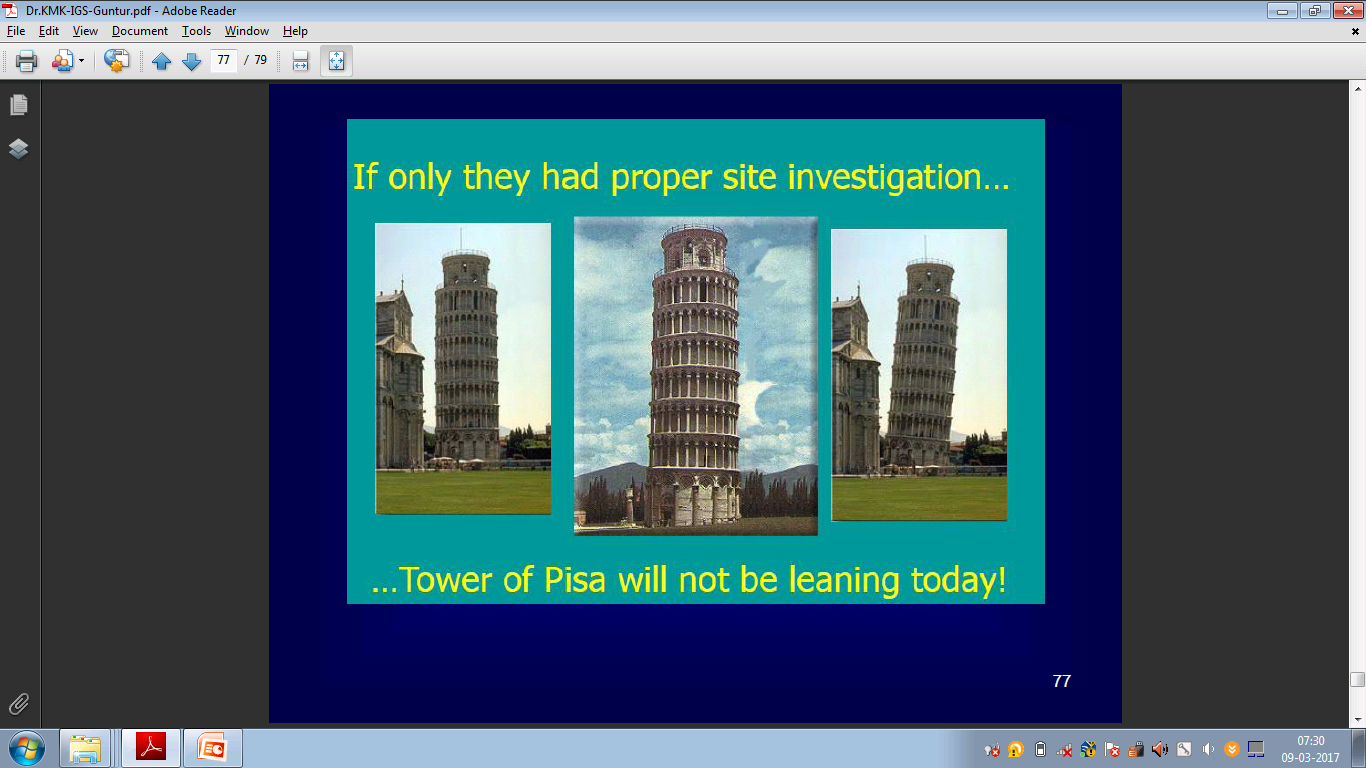 Dr.KMK-IGS-Guntur.pdf - Adobe Reader
File Edit View Document Tools Window Help
77 / 79
If only they had proper site investigation...
...Tower of Pisa will not be leaning today!
77
07:30
09-03-2017